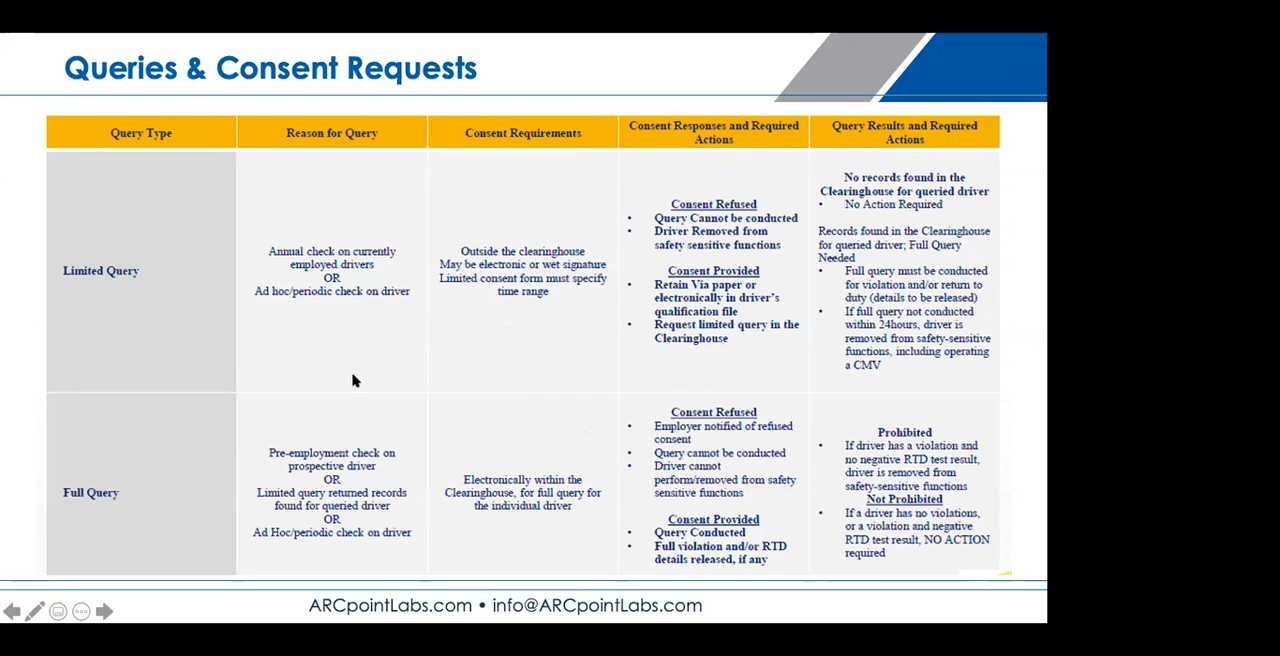 Queries & Consent Requests
Query Type
Reason for Query
Consent Requirements
Consent Responses and Required
Actions
Query Results and Required
Actions
Limited Query
Annual check on currently
employed drivers
OR
Ad hoc/periodic check on driver
Outside the clearinghouse
May be electronic or wet signature
Limited consent form must specify
time range
Consent Refused
• Query Cannot be conducted
• Driver Removed from
safety sensitive functions
Consent Provided
• Retain Via paper or
electronically in driver's
qualification file
• Request limited query in the
Clearinghouse
No records found in the
Clearinghouse for queried driver
• No Action Required
Records found in the Clearinghouse
for queried driver; Full Query
Needed
• Full query must be conducted
for violation and/or return to
duty (details to be released)
• If full query not conducted
within 24hours, driver is
removed from safety-sensitive
functions, including operating
a CMV
Full Query
Pre-employment check on
prospective driver
OR
Limited query returned records
found for queried driver
OR
Ad Hoc/periodic check on driver
Electronically within the
Clearinghouse, for full query for
the individual driver
Consent Refused
• Employer notified of refused
consent
• Query cannot be conducted
• Driver cannot
perform/removed from safety
sensitive functions
Consent Provided
• Query Conducted
• Full violation and/or RTD
details released, if any
Prohibited
• If driver has a violation and
no negative RTD test result,
driver is removed from
safety-sensitive functions
Not Prohibited
• If a driver has no violations,
or a violation and negative
RTD test result, NO ACTION
required
ARCpointLabs.com • info@ARCpointLabs.com